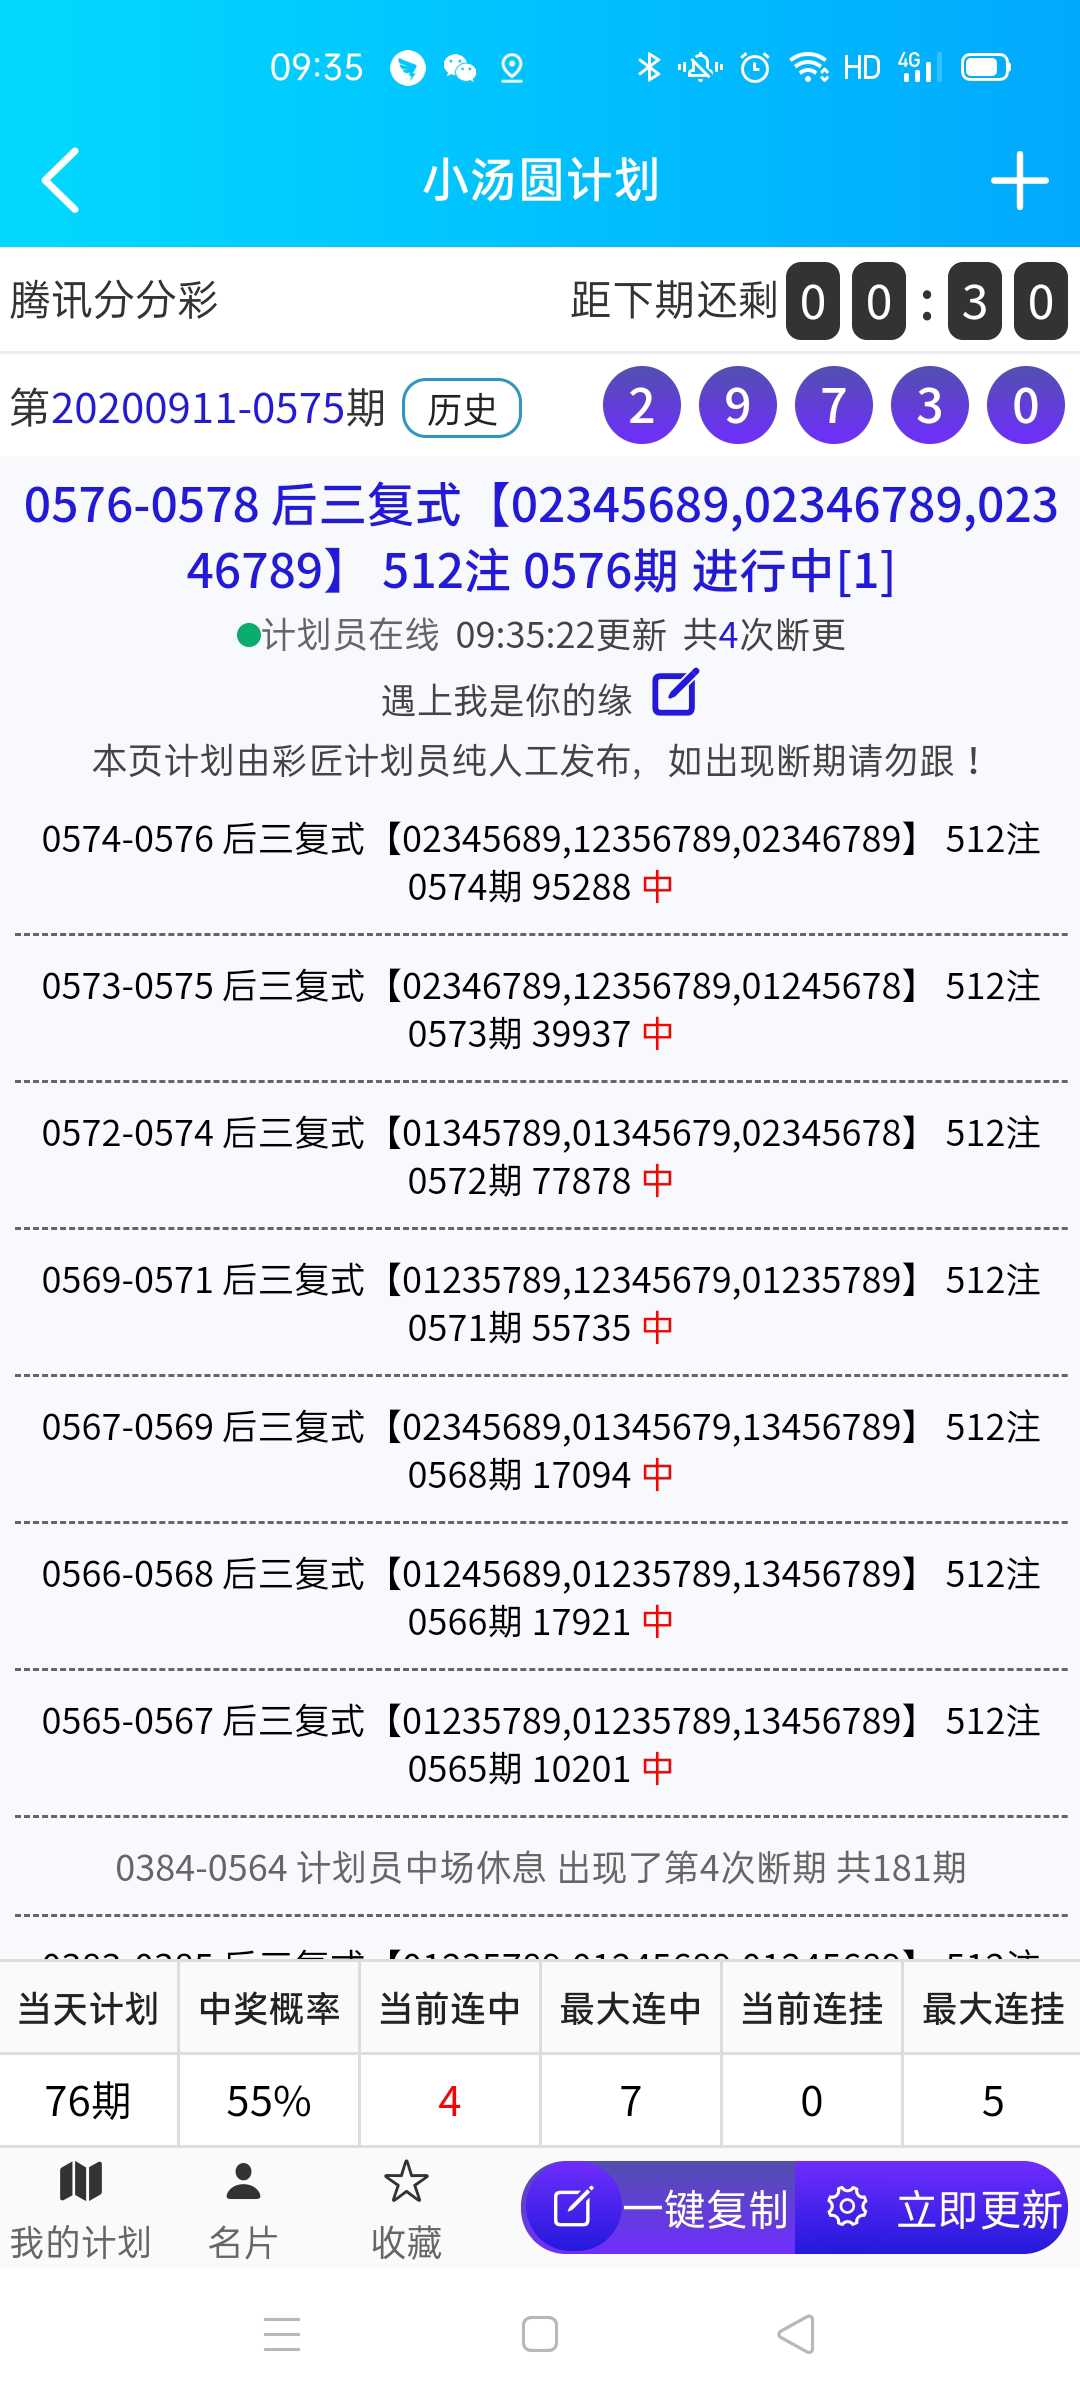 09:35 HD 4G
小汤圆计划
腾讯分分彩 距下期还剩 0 0 : 3 0
第20200911-0575期 历史 2 9 7 3 0
0576-0578 后三复式【02345689,02346789,023
46789】 512注 0576期 进行中[1]
计划员在线 09:35:22更新 共4次断更
遇上我是你的缘
本页计划由彩匠计划员纯人工发布，如出现断期请勿跟！
0574-0576 后三复式【02345689,12356789,02346789】 512注
0574期 95288 中
0573-0575 后三复式【02346789,12356789,01245678】 512注
0573期 39937 中
0572-0574 后三复式【01345789,01345679,02345678】 512注
0572期 77878 中
0569-0571 后三复式【01235789,12345679,01235789】 512注
0571期 55735 中
0567-0569 后三复式【02345689,01345679,13456789】 512注
0568期 17094 中
0566-0568 后三复式【01245689,01235789,13456789】 512注
0566期 17921 中
0565-0567 后三复式【01235789,01235789,13456789】 512注
0565期 10201 中
0384-0564 计划员中场休息 出现了第4次断期 共181期
当天计划 中奖概率 当前连中 最大连中 当前连挂 最大连挂
76期 55% 4 7 0 5
我的计划 名片 收藏 一键复制 立即更新